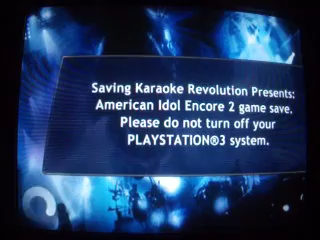 Saving Karaoke Revolution Presents:
American Idol Encore 2 game save.
Please do not turn off your
PLAYSTATION®3 system.